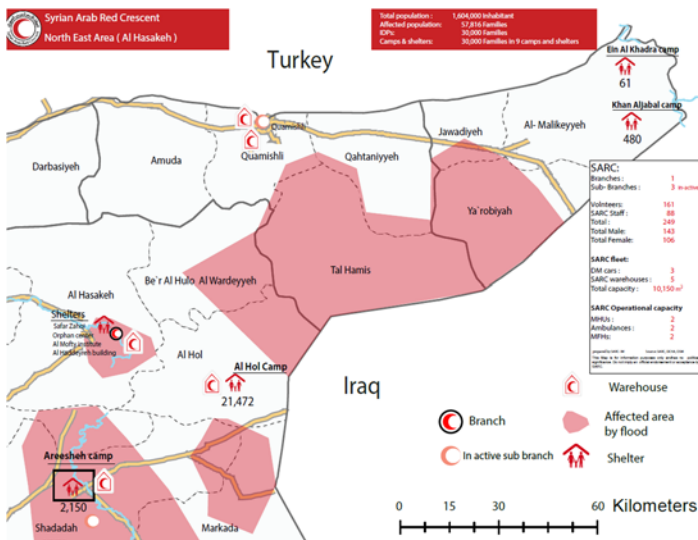 Syrian Arab Red Crescent
North East Area ( Al Hasakeh )
Total population : 1,604,000 Inhabitant
Affected population: 57,816 Families
IDPs: 30,000 Families
Camps & shelters: 30,000 Families in 9 camps and shelters
Turkey
Ein Al Khadra camp
61
Khan Aljabal camp
480
Quamishli
Darbasiyeh
Amuda
Quamishli
Qahtaniyyeh
Jawadiyeh
Al- Malikeyyeh
Ya`robiyah
Tal Hamis
Be`r Al Hulo Al Wardeyyeh
Al Hasakeh
Shelters
Safar Zahor
Orphan center
Al Mofty Institute
Al Haddeyreh building
Al Hol
Al Hol Camp
21,472
Iraq
Areesheh camp
2,150
Shadadah
Markada
SARC:
Branches : 1
Sub- Branches : 3 in active
Volnteers: 161
SARC Staff : 88
Total : 249
Total Male: 143
Total Female: 106
SARC fleet:
DM cars : 3
SARC warehouses : 5
Total capacity : 10,150 m²
SARC Operational capacity
MHUs : 2
Ambulances : 2
MFHs: 2
Warehouse
Branch
Affected area
by flood
In active sub branch
Shelter
0 15 30 60 Kilometers